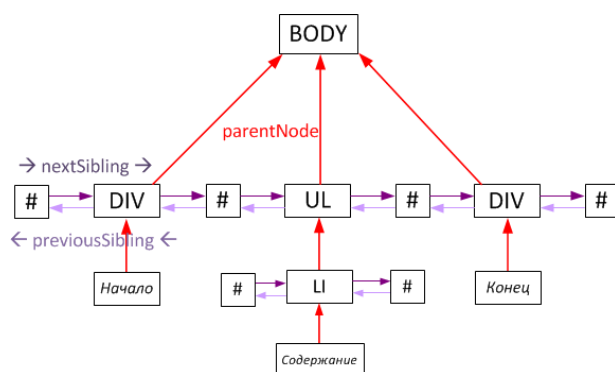 BODY
parentNode
→ nextSibling →
# DIV # UL # DIV #
← previousSibling ←
Начало # LI # Конец
Содержание